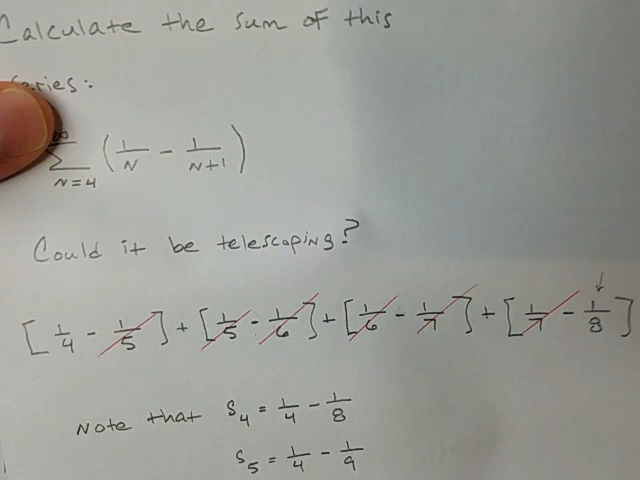 Calculate the sum of this
series:
∞
∑ (1/N - 1/(N+1))
N=4
Could it be telescoping?
[1/4 - 1/5] + [1/5 - 1/6] + [1/6 - 1/7] + [1/7 - 1/8]
Note that S₄ = 1/4 - 1/8
S₅ = 1/4 - 1/9